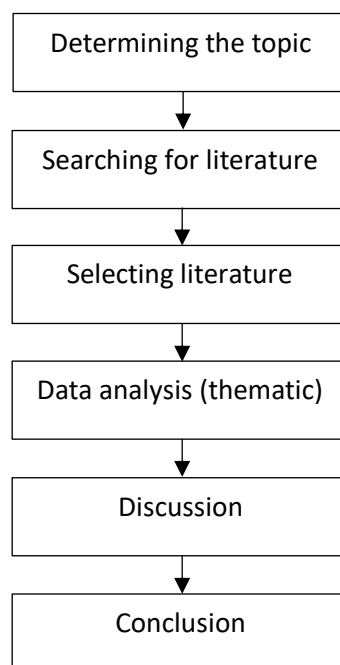 Determining the topic
Searching for literature
Selecting literature
Data analysis (thematic)
Discussion
Conclusion